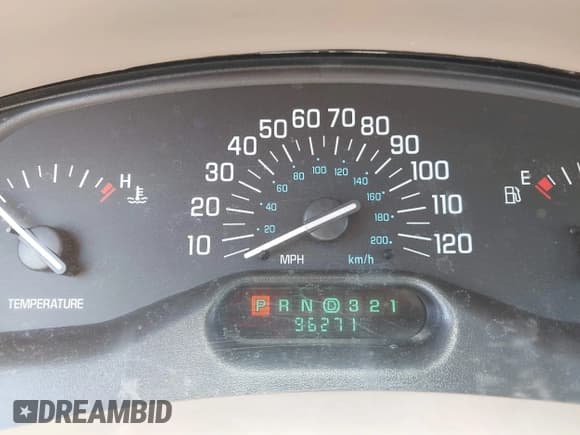 50 60 70
40 80
30 80 100 120 140 90
H 60 160 100 E
20 40 180 110
10 20 200 120
MPH km/h
TEMPERATURE
P R N D 3 2 1
96271
DREAMBID